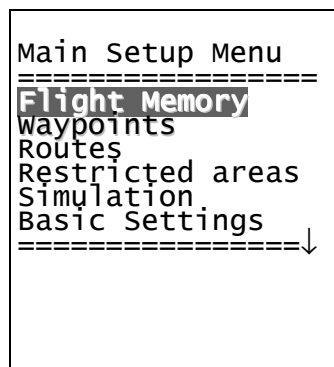 Main Setup Menu
=================
Flight Memory
Waypoints
Routes
Restricted areas
Simulation
Basic Settings
================↓